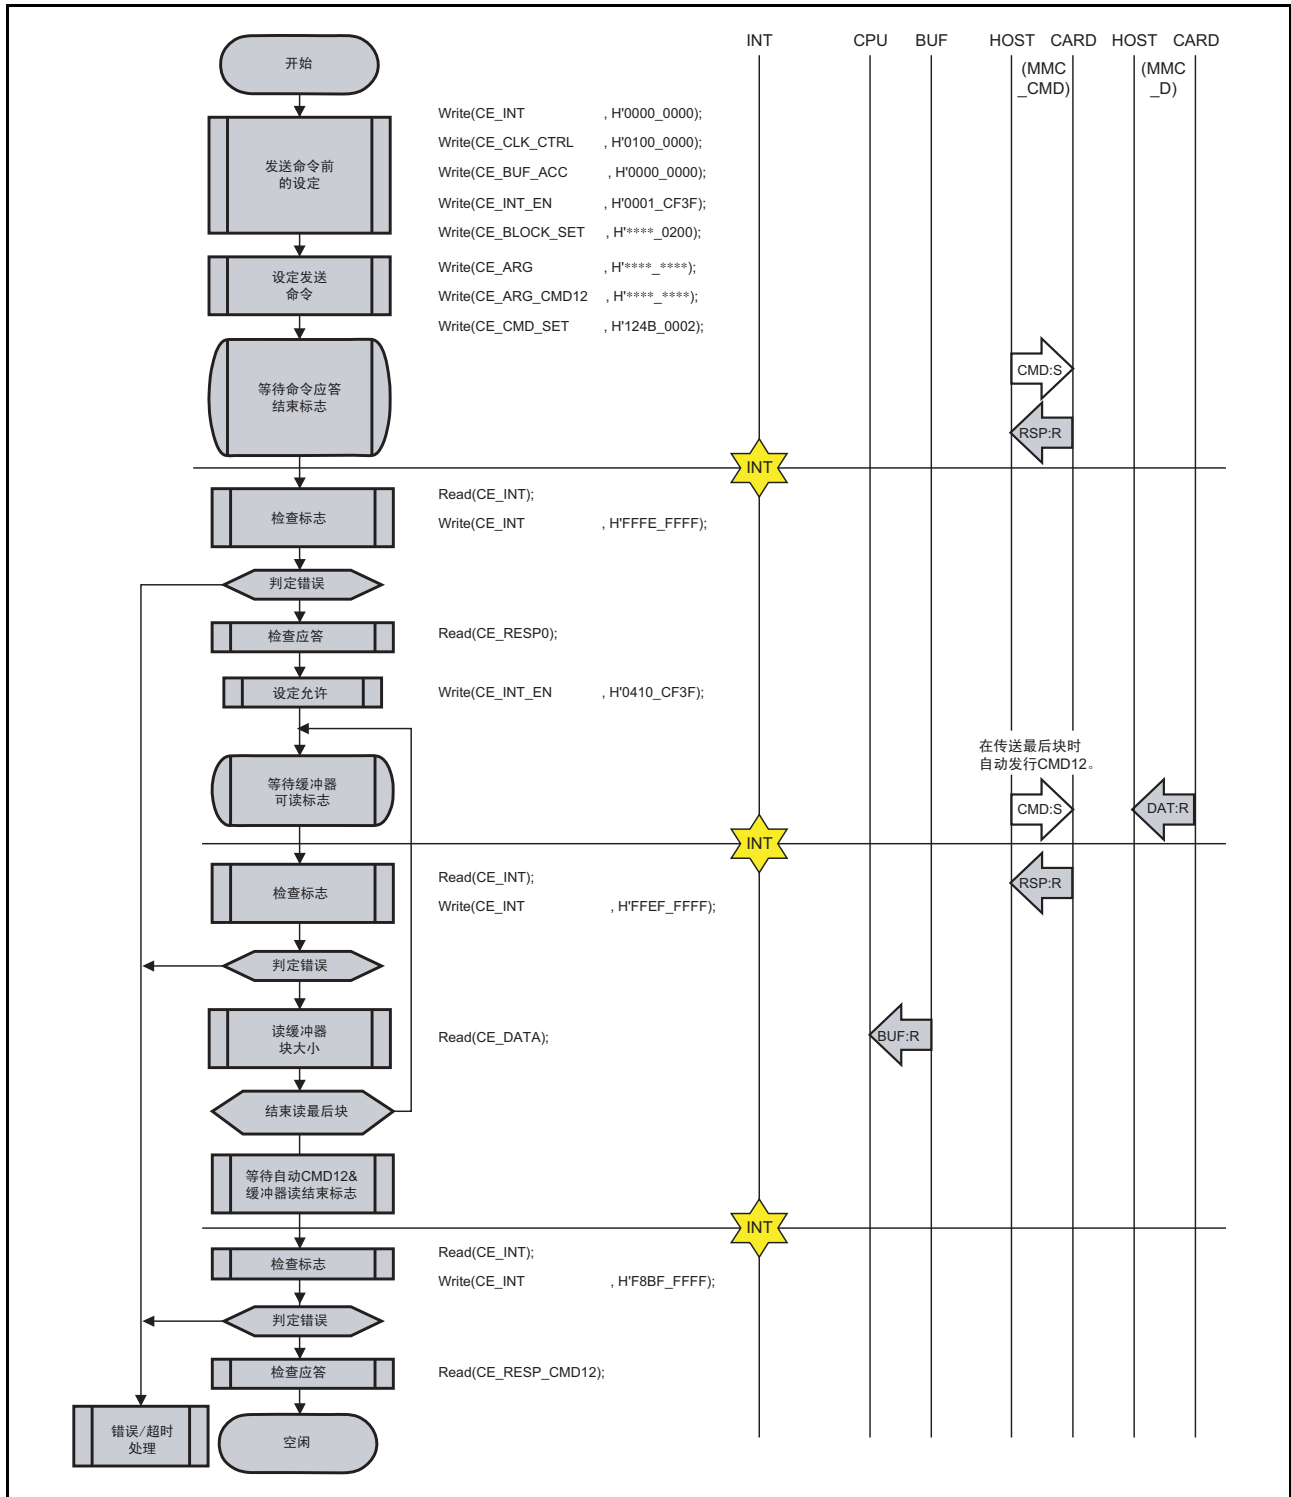 INT CPU BUF HOST CARD HOST CARD
(MMC
_CMD)
(MMC
_D)
开始
Write(CE_INT , H'0000_0000);
Write(CE_CLK_CTRL , H'0100_0000);
发送命令前
的设定
Write(CE_BUF_ACC , H'0000_0000);
Write(CE_INT_EN , H'0001_CF3F);
Write(CE_BLOCK_SET , H'****_0200);
设定发送
命令
Write(CE_ARG , H'****_****);
Write(CE_ARG_CMD12 , H'****_****);
Write(CE_CMD_SET , H'124B_0002);
等待命令应答
结束标志
CMD:S
RSP:R
INT
检查标志
Read(CE_INT);
Write(CE_INT , H'FFFE_FFFF);
判定错误
检查应答
Read(CE_RESP0);
设定允许
Write(CE_INT_EN , H'0410_CF3F);
等待缓冲器
可读标志
在传送最后块时
自动发行CMD12。
CMD:S
DAT:R
INT
RSP:R
检查标志
Read(CE_INT);
Write(CE_INT , H'FFEF_FFFF);
判定错误
读缓冲器
块大小
Read(CE_DATA);
BUF:R
结束读最后块
等待自动CMD12&
缓冲器读结束标志
INT
检查标志
Read(CE_INT);
Write(CE_INT , H'F8BF_FFFF);
判定错误
检查应答
Read(CE_RESP_CMD12);
错误/超时
处理
空闲